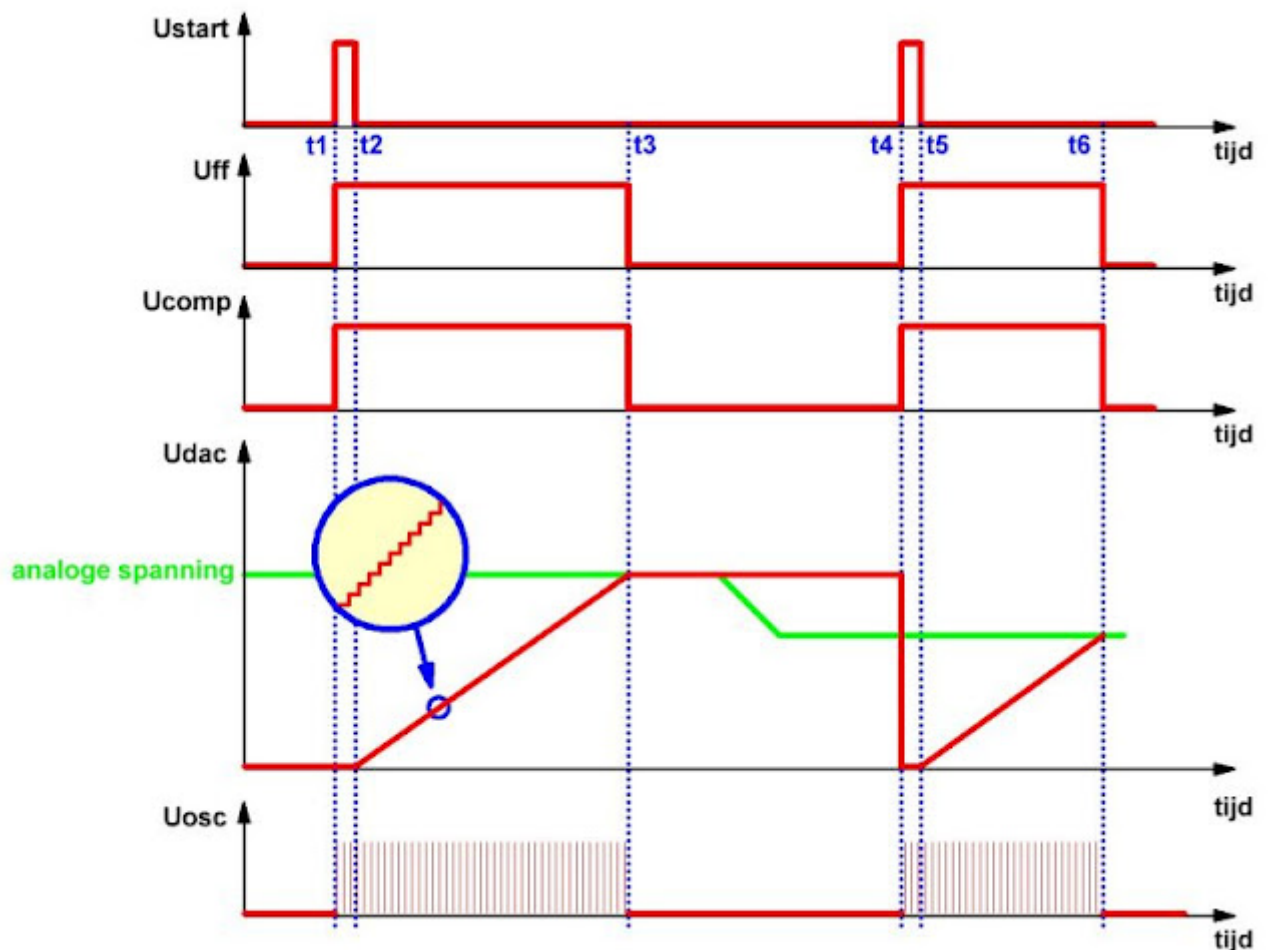 Ustart
t1
t2
t3
t4
t5
t6
tijd
Uff
tijd
Ucomp
tijd
Udac
analoge spanning
tijd
Uosc
tijd